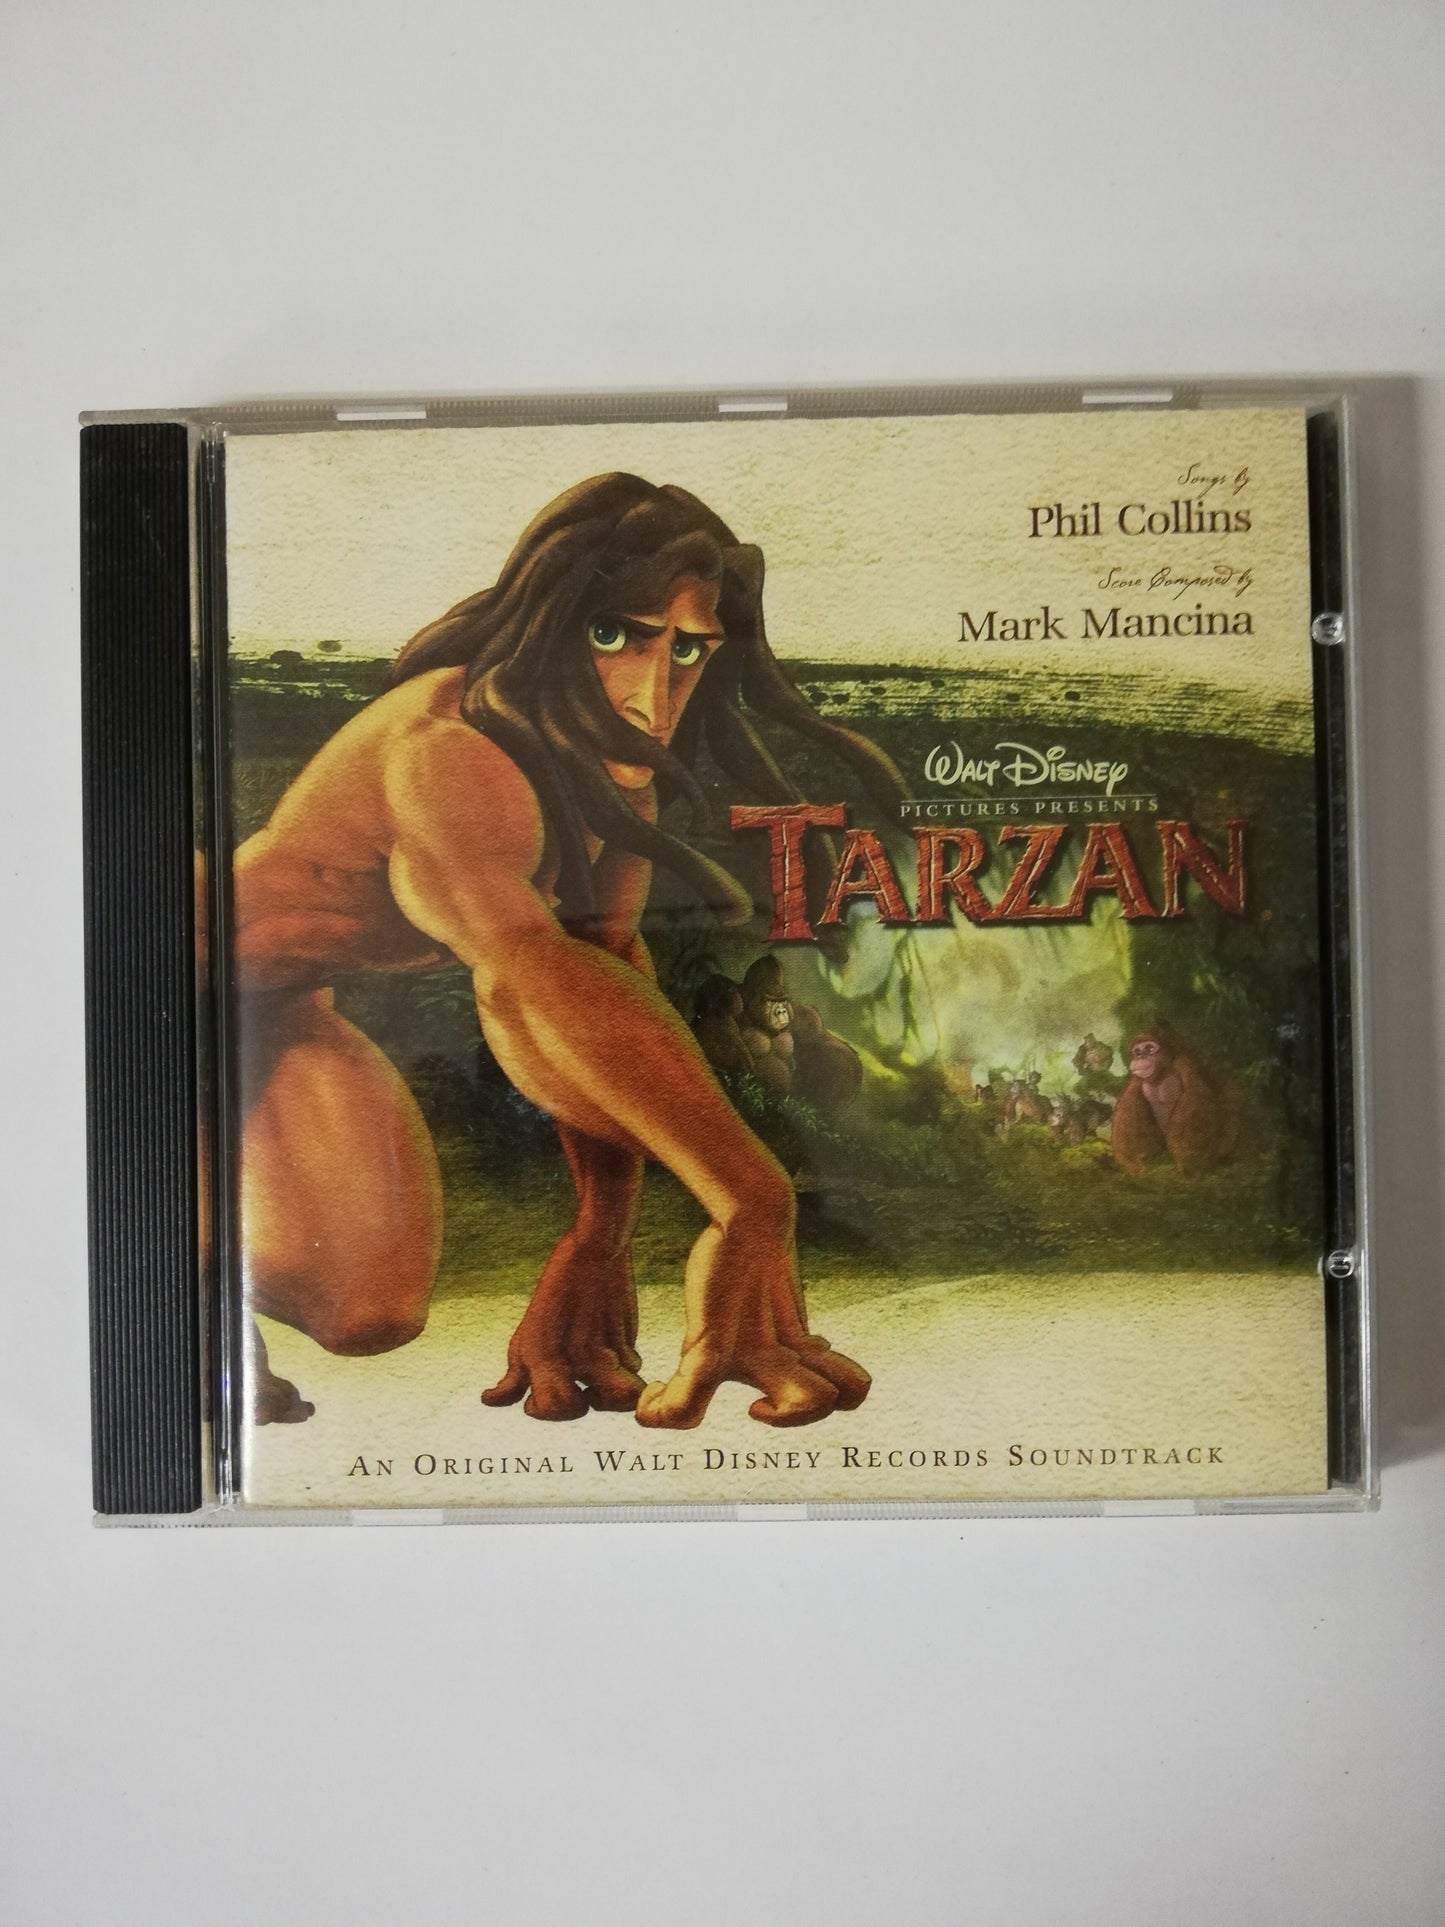 Songs by
Phil Collins
Score Composed by
Mark Mancina
Walt Disney
PICTURES PRESENTS
TARZAN
AN ORIGINAL WALT DISNEY RECORDS SOUNDTRACK